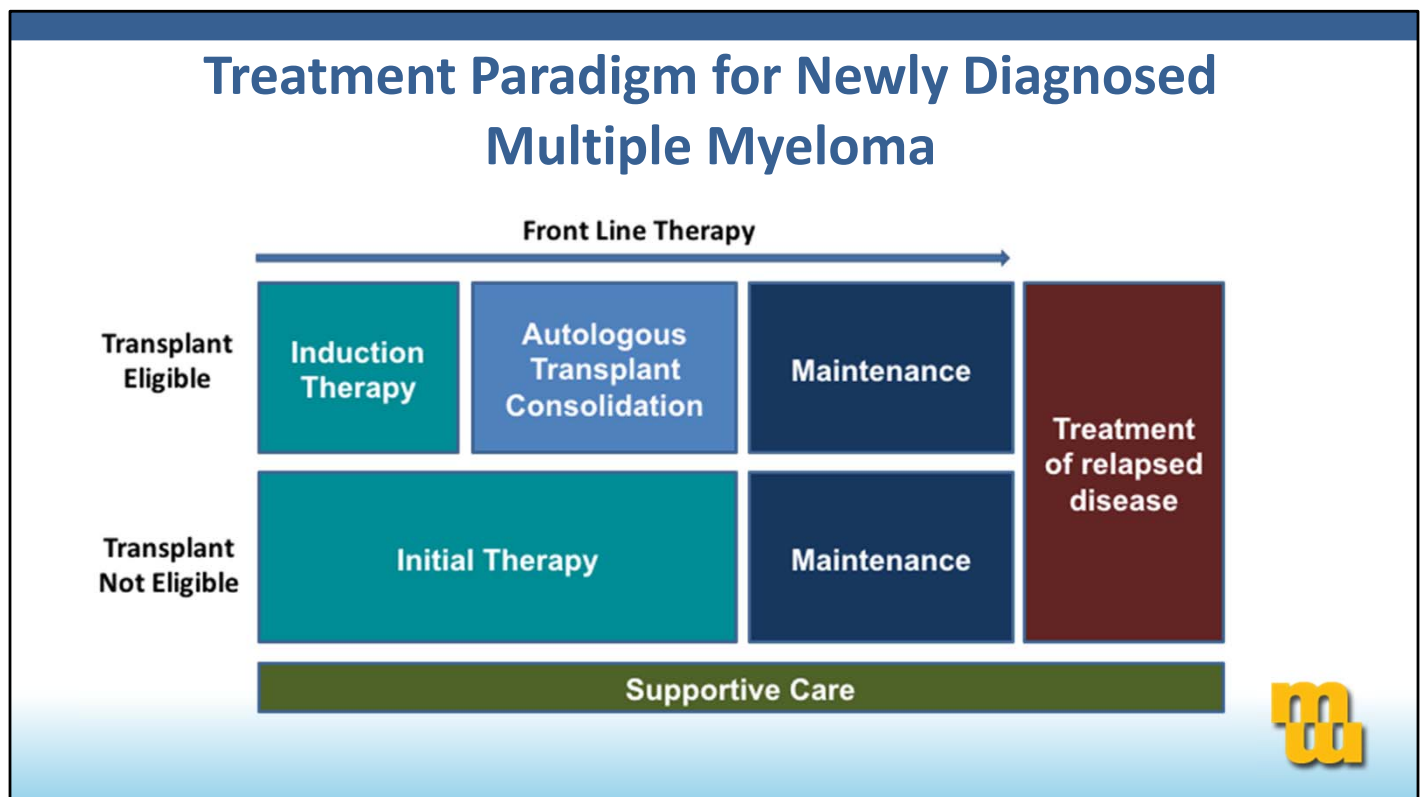 Treatment Paradigm for Newly Diagnosed
Multiple Myeloma
Front Line Therapy
Transplant
Eligible
Induction
Therapy
Autologous
Transplant
Consolidation
Maintenance
Treatment
of relapsed
disease
Transplant
Not Eligible
Initial Therapy
Maintenance
Supportive Care